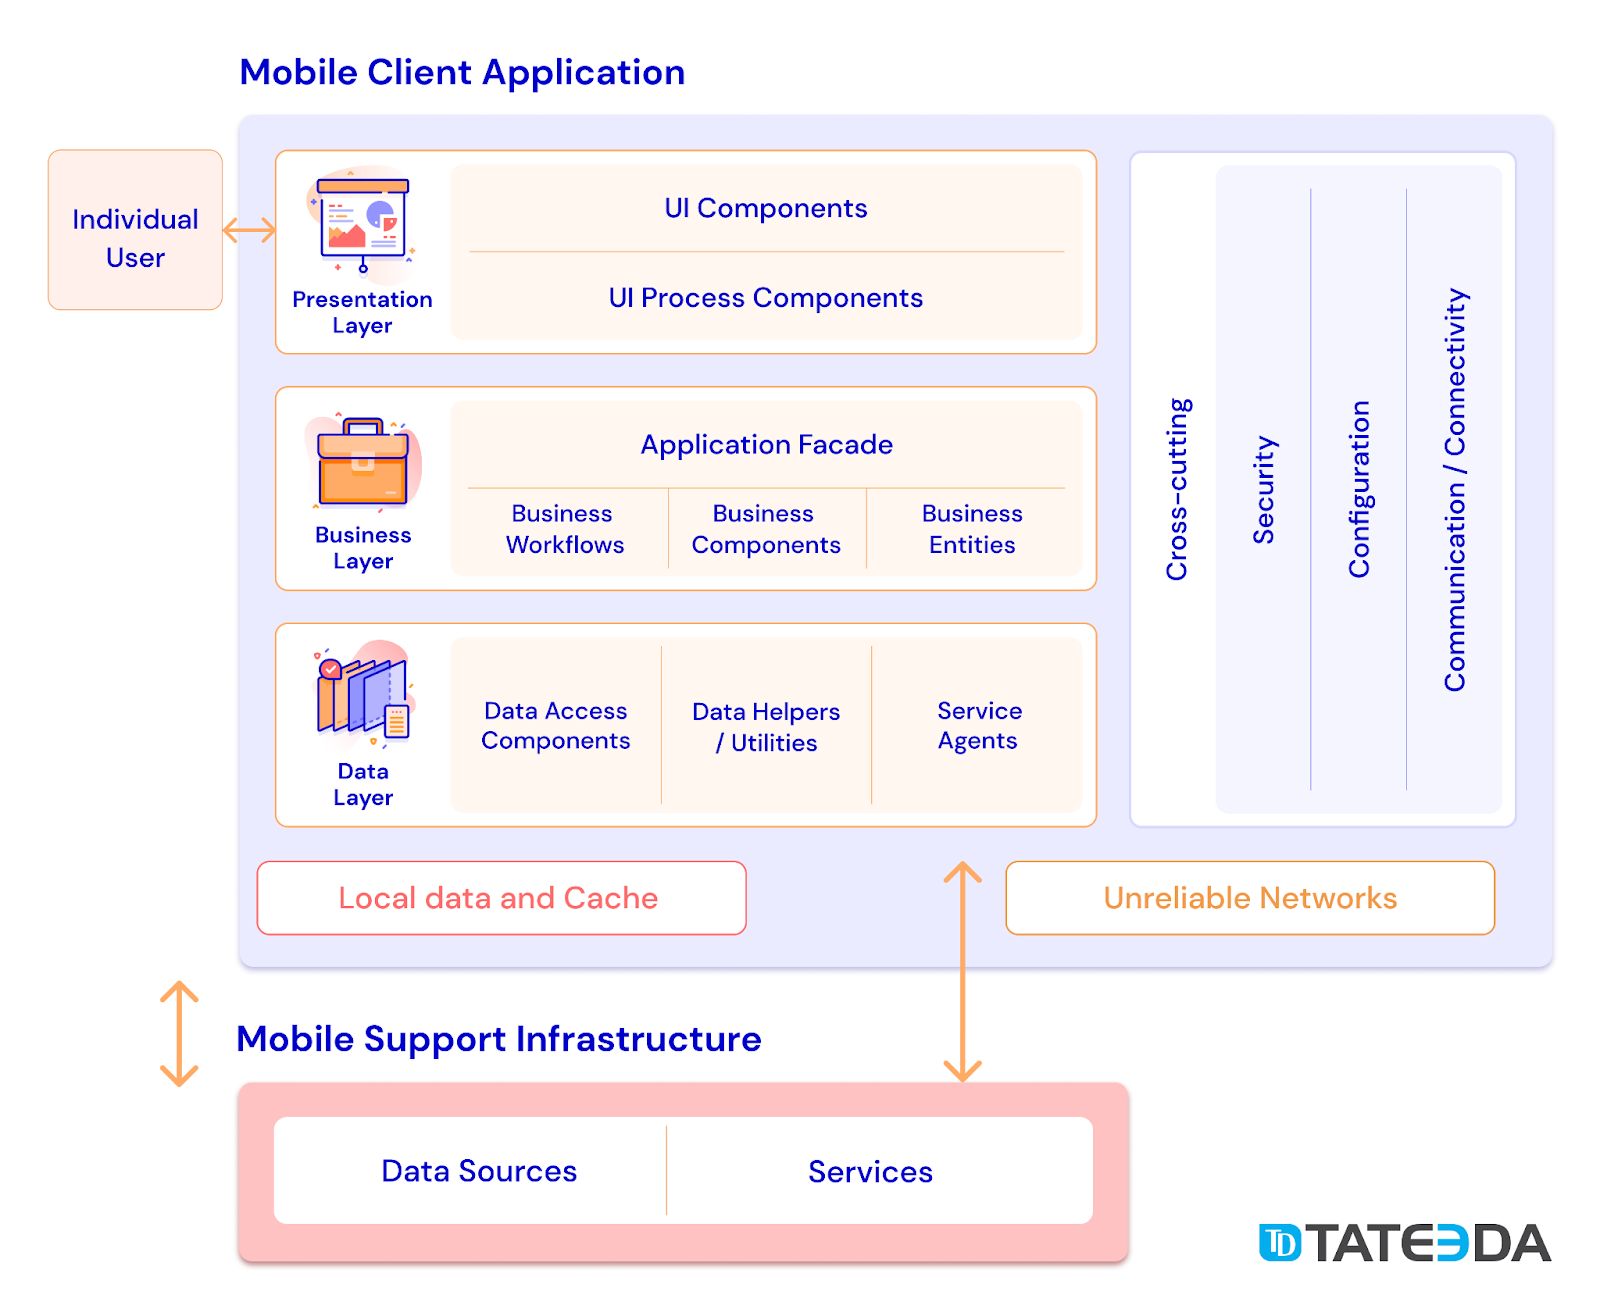 Mobile Client Application
Individual
User
Presentation
Layer
UI Components
UI Process Components
Business
Layer
Application Facade
Business
Workflows
Business
Components
Business
Entities
Data
Layer
Data Access
Components
Data Helpers
/ Utilities
Service
Agents
Cross-cutting
Security
Configuration
Communication / Connectivity
Local data and Cache
Unreliable Networks
Mobile Support Infrastructure
Data Sources
Services
TD TATEEDA